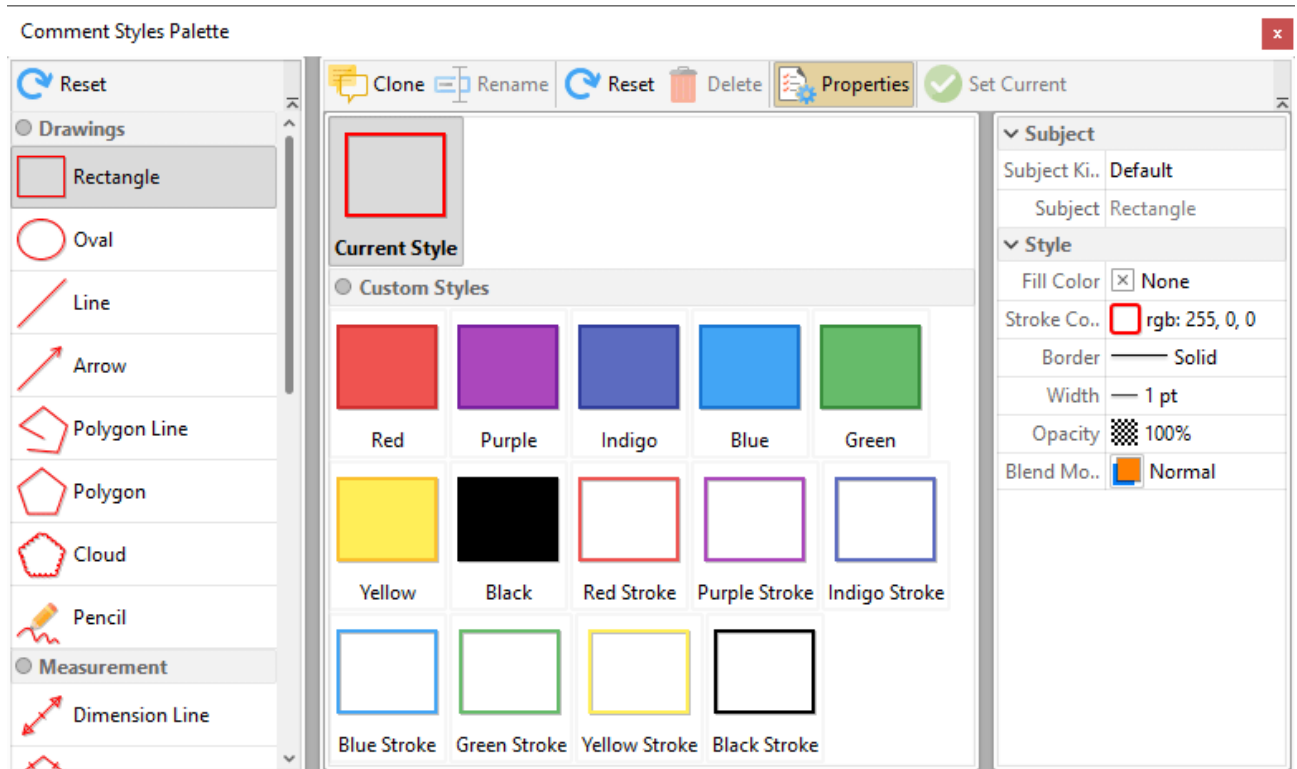 Comment Styles Palette
x
Reset
Clone Rename Reset Delete Properties Set Current
Drawings
Rectangle
Oval
Line
Arrow
Polygon Line
Polygon
Cloud
Pencil
Measurement
Dimension Line
Current Style
Custom Styles
Red Purple Indigo Blue Green
Yellow Black Red Stroke Purple Stroke Indigo Stroke
Blue Stroke Green Stroke Yellow Stroke Black Stroke
Subject
Subject Ki.. Default
Subject Rectangle
Style
Fill Color None
Stroke Co.. rgb: 255, 0, 0
Border Solid
Width 1 pt
Opacity 100%
Blend Mo.. Normal